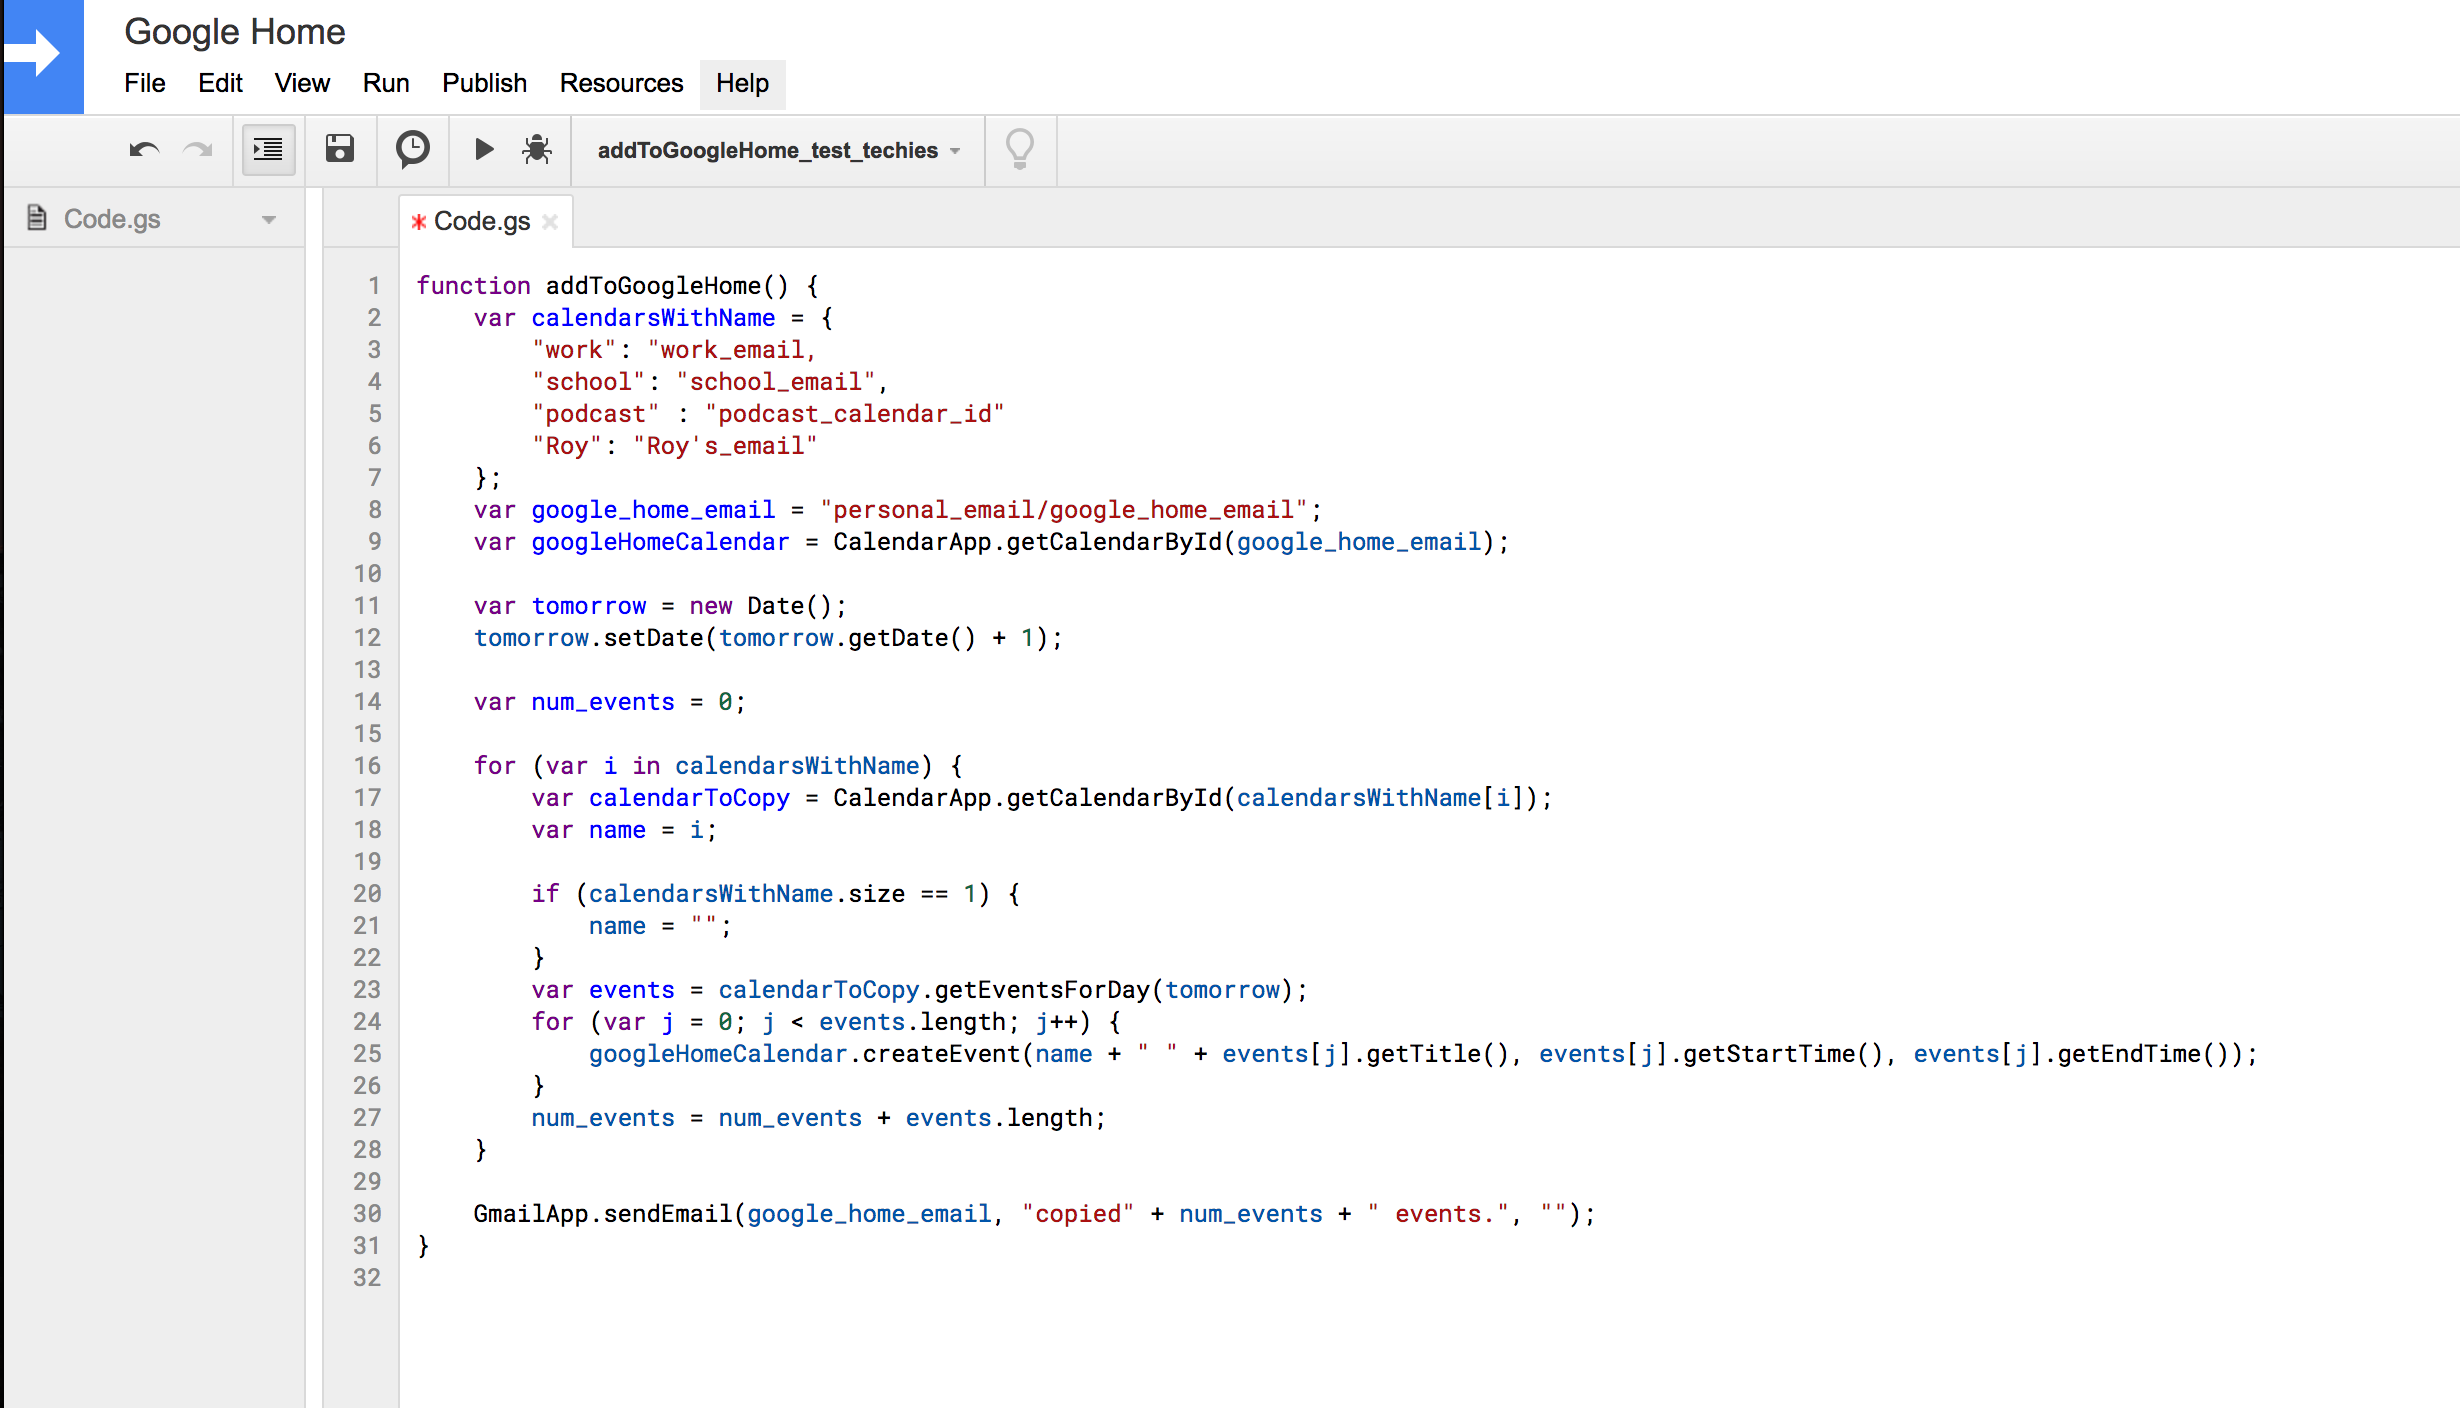 Google Home
File Edit View Run Publish Resources Help
addToGoogleHome_test_techies
Code.gs
* Code.gs ×
1 function addToGoogleHome() {
2     var calendarsWithName = {
3         "work": "work_email,
4         "school": "school_email",
5         "podcast" : "podcast_calendar_id"
6         "Roy": "Roy's_email"
7     };
8     var google_home_email = "personal_email/google_home_email";
9     var googleHomeCalendar = CalendarApp.getCalendarById(google_home_email);
10
11     var tomorrow = new Date();
12     tomorrow.setDate(tomorrow.getDate() + 1);
13
14     var num_events = 0;
15
16     for (var i in calendarsWithName) {
17         var calendarToCopy = CalendarApp.getCalendarById(calendarsWithName[i]);
18         var name = i;
19
20         if (calendarsWithName.size == 1) {
21             name = "";
22         }
23         var events = calendarToCopy.getEventsForDay(tomorrow);
24         for (var j = 0; j < events.length; j++) {
25             googleHomeCalendar.createEvent(name + " " + events[j].getTitle(), events[j].getStartTime(), events[j].getEndTime());
26         }
27         num_events = num_events + events.length;
28     }
29
30     GmailApp.sendEmail(google_home_email, "copied" + num_events + " events.", "");
31 }
32